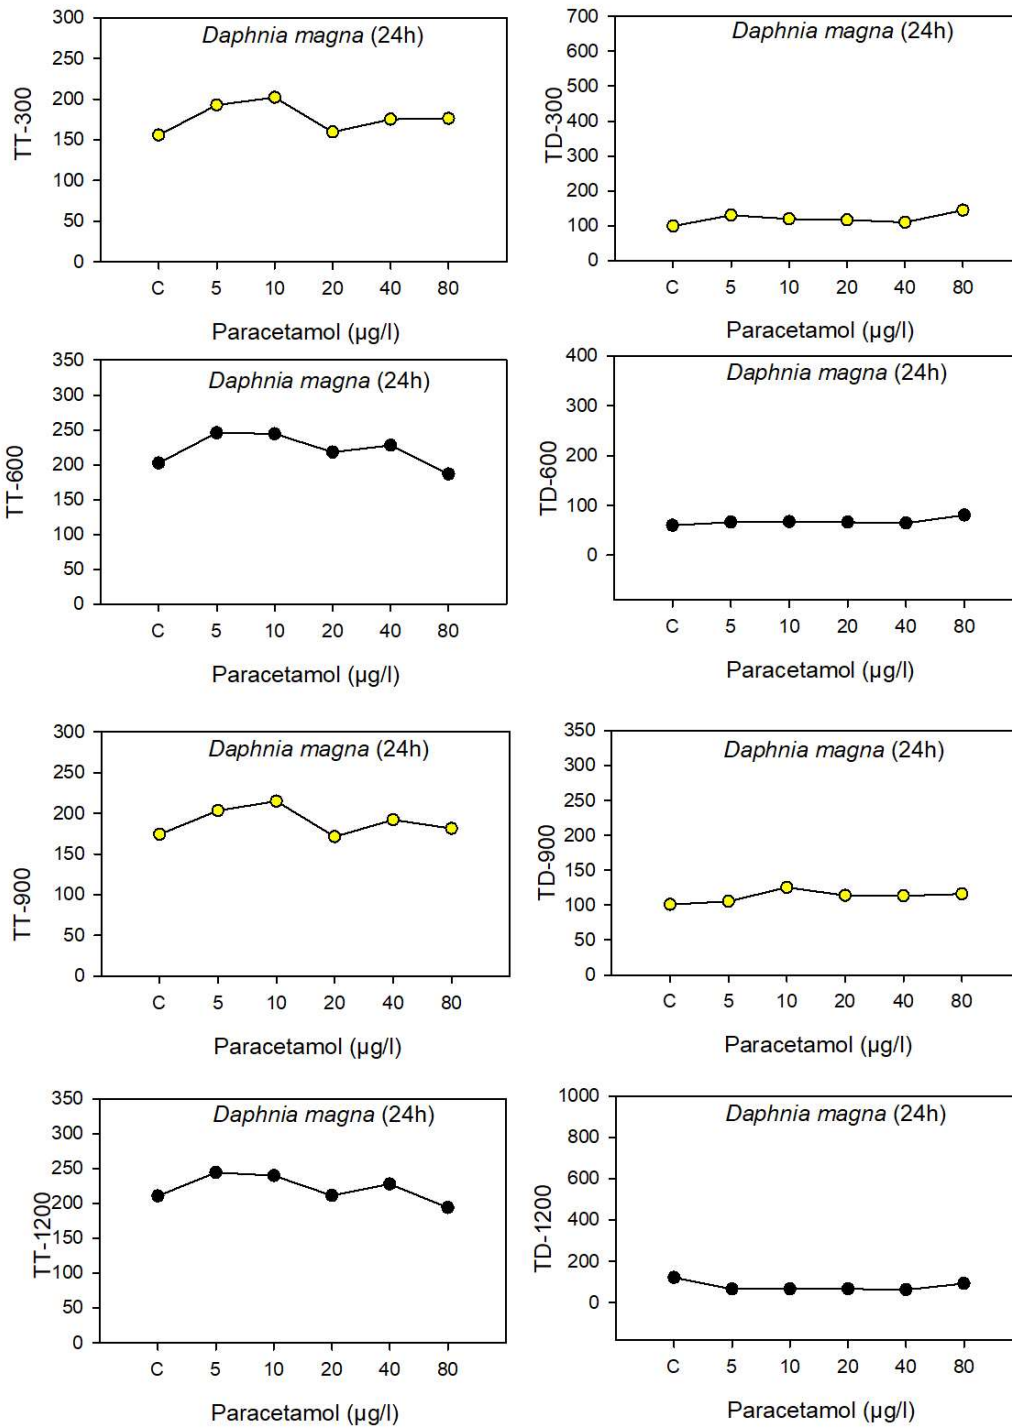 Daphnia magna (24h)
TT-300
300
250
200
150
100
50
0
C 5 10 20 40 80
Paracetamol (µg/l)
Daphnia magna (24h)
TD-300
700
600
500
400
300
200
100
0
C 5 10 20 40 80
Paracetamol (µg/l)
Daphnia magna (24h)
TT-600
350
300
250
200
150
100
50
0
C 5 10 20 40 80
Paracetamol (µg/l)
Daphnia magna (24h)
TD-600
400
300
200
100
0
C 5 10 20 40 80
Paracetamol (µg/l)
Daphnia magna (24h)
TT-900
300
250
200
150
100
50
0
C 5 10 20 40 80
Paracetamol (µg/l)
Daphnia magna (24h)
TD-900
350
300
250
200
150
100
50
0
C 5 10 20 40 80
Paracetamol (µg/l)
Daphnia magna (24h)
TT-1200
350
300
250
200
150
100
50
0
C 5 10 20 40 80
Paracetamol (µg/l)
Daphnia magna (24h)
TD-1200
1000
800
600
400
200
0
C 5 10 20 40 80
Paracetamol (µg/l)